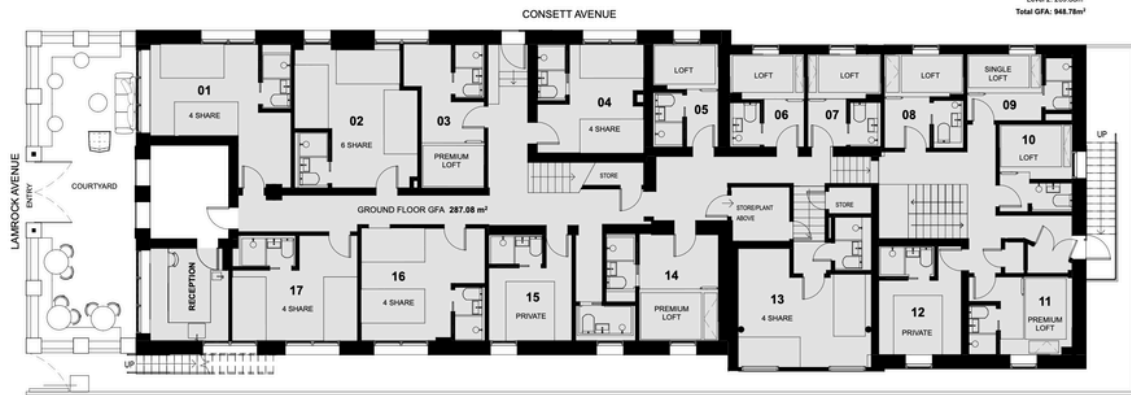 CONSETT AVENUE
Total GFA: 948.78m²
LAMROCK AVENUE
ENTRY
COURTYARD
01
4 SHARE
02
6 SHARE
03
PREMIUM
LOFT
04
4 SHARE
LOFT
05
LOFT
06
LOFT
07
LOFT
08
SINGLE
LOFT
09
10
LOFT
UP
STORE
STORE/PLANT
ABOVE
STORE
GROUND FLOOR GFA 287.08 m²
RECEPTION
17
4 SHARE
16
4 SHARE
15
PRIVATE
14
PREMIUM
LOFT
13
4 SHARE
12
PRIVATE
11
PREMIUM
LOFT
UP